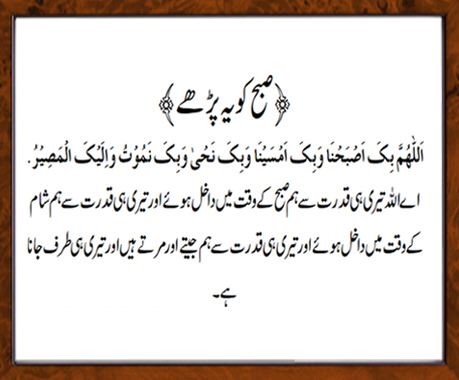 ﴿صبح کو یہ پڑھے﴾
اَللّٰهُمَّ بِکَ اَصْبَحْنَا وَبِکَ اَمْسَیْنَا وَبِکَ نَحْیٰ وَبِکَ نَمُوْتُ وَاِلَیْکَ الْمَصِیْرُ.
اے اللہ تیری ہی قدرت سے ہم صبح کے وقت میں داخل ہوئے اور تیری ہی قدرت سے ہم شام
کے وقت میں داخل ہوئے اور تیری ہی قدرت سے ہم جیتے اور مرتے ہیں اور تیری ہی طرف جانا
ہے۔